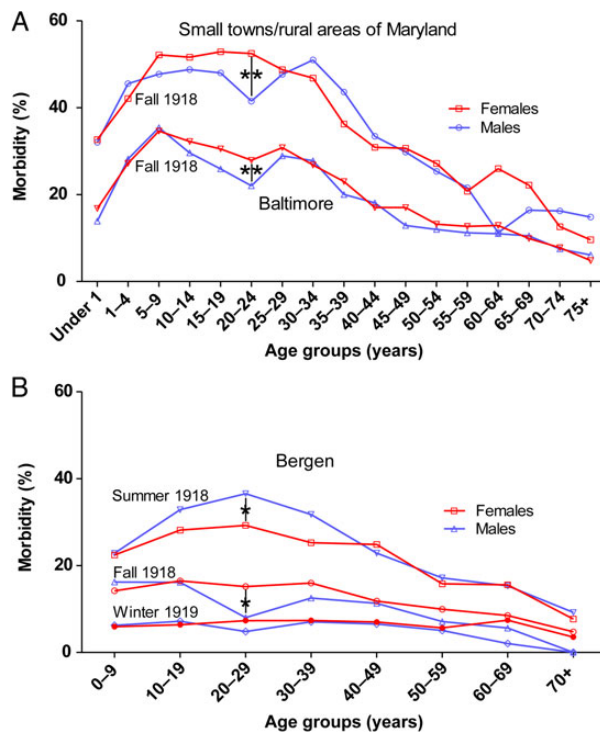 A
Small towns/rural areas of Maryland
60
40
20
0
Morbidity (%)
**
Fall 1918
Females
Males
Fall 1918
**
Baltimore
Under 1
1–4
5–9
10–14
15–19
20–24
25–29
30–34
35–39
40–44
45–49
50–54
55–59
60–64
65–69
70–74
75+
Age groups (years)
B
60
40
20
0
Morbidity (%)
Bergen
Summer 1918
*
Females
Males
Fall 1918
*
Winter 1919
0–9
10–19
20–29
30–39
40–49
50–59
60–69
70+
Age groups (years)